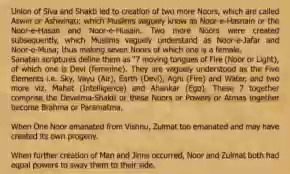 Union of Siva and Shakti led to creation of two more Noors, which are called
Aswin or Ashwingu; which Muslims vaguely know as Noor-e-Hasnain or the
Noor-e-Hasan and Noor-e-Husain. Two more Noors were created
subsequently, which Muslims vaguely understand as Noor-e-Jafar and
Noor-e-Musa; thus making seven Noors of which one is a female.
Sanatan scriptures define them as "7 moving tongues of Fire (Noor or Light),
of which one is Devi (Feminine). They are vaguely understood as the Five
Elements i.e. Sky, Vayu (Air), Earth (Devi), Agni (Fire) and Water, and two
more viz. Mahat (Intelligence) and Ahankar (Ego). These 7 together
comprise the Devatma-Shakti or these Noors or Powers or Atmas together
become Brahma or Paramatma.
When One Noor emanated from Vishnu, Zulmat too emanated and may have
created its own progeny.
When further creation of Man and Jinns occurred, Noor and Zulmat both had
equal powers to sway them to their side.